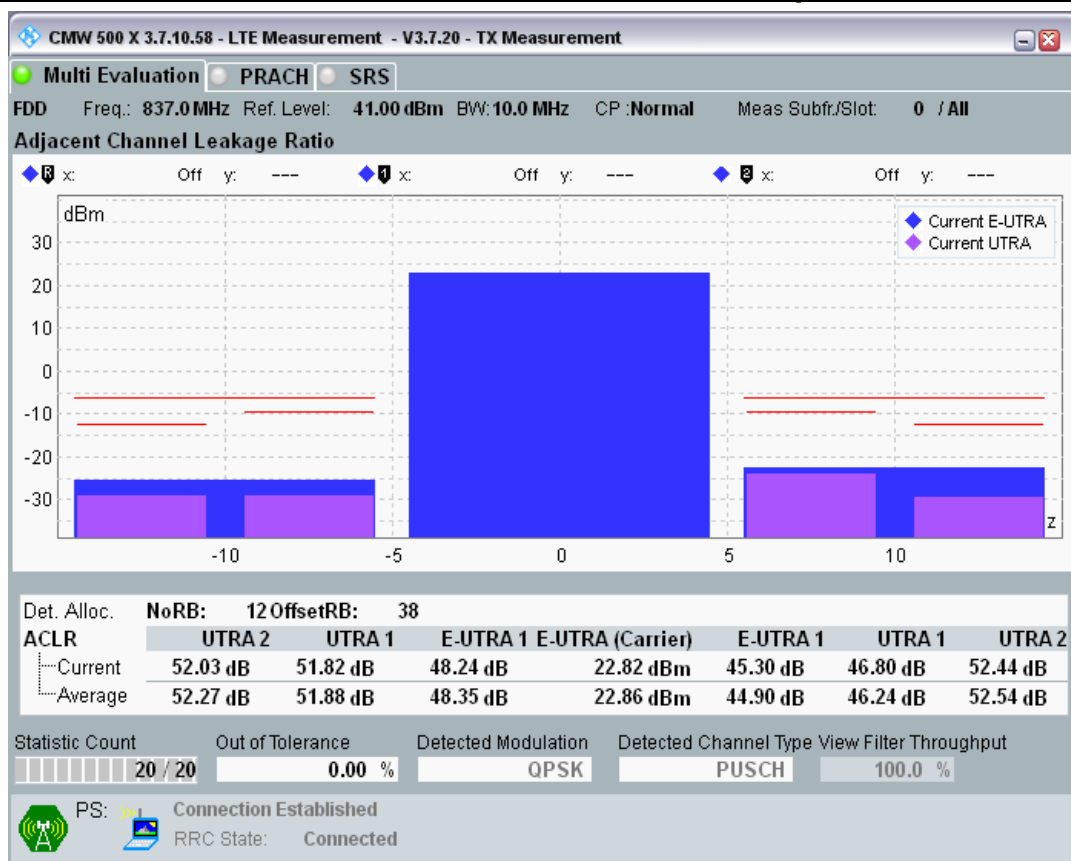 CMW 500 X 3.7.10.58 - LTE Measurement - V3.7.20 - TX Measurement
Multi Evaluation PRACH SRS
FDD Freq.: 837.0 MHz Ref. Level: 41.00 dBm BW: 10.0 MHz CP :Normal Meas Subfr./Slot: 0 / All
Adjacent Channel Leakage Ratio
R x: Off y: --- 1 x: Off y: --- 2 x: Off y: ---
dBm
Current E-UTRA
Current UTRA
30
20
10
0
-10
-20
-30
z
-10 -5 0 5 10
Det. Alloc. NoRB: 12 OffsetRB: 38
ACLR UTRA 2 UTRA 1 E-UTRA 1 E-UTRA (Carrier) E-UTRA 1 UTRA 1 UTRA 2
Current 52.03 dB 51.82 dB 48.24 dB 22.82 dBm 45.30 dB 46.80 dB 52.44 dB
Average 52.27 dB 51.88 dB 48.35 dB 22.86 dBm 44.90 dB 46.24 dB 52.54 dB
Statistic Count Out of Tolerance Detected Modulation Detected Channel Type View Filter Throughput
20 / 20 0.00 % QPSK PUSCH 100.0 %
PS: Connection Established
RRC State: Connected